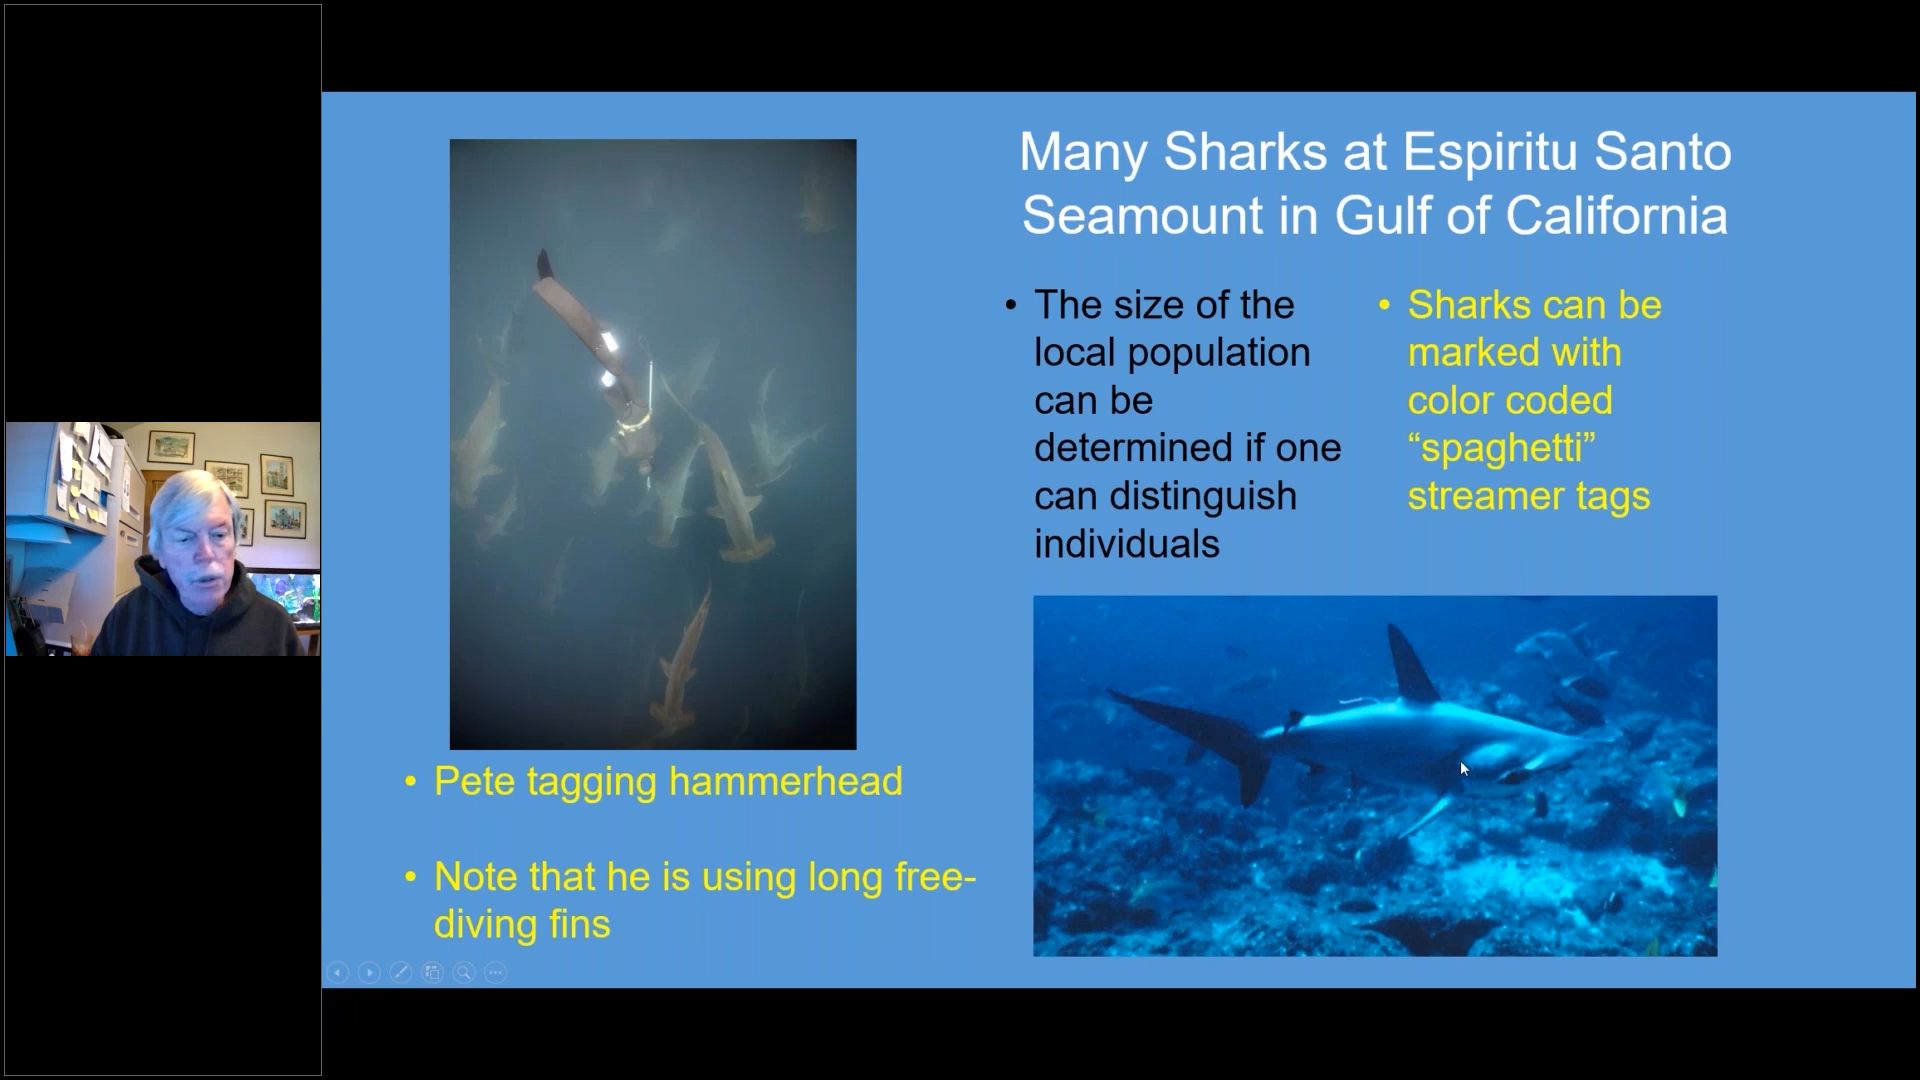 Many Sharks at Espiritu Santo
Seamount in Gulf of California
• The size of the
local population
can be
determined if one
can distinguish
individuals
• Sharks can be
marked with
color coded
“spaghetti”
streamer tags
• Pete tagging hammerhead
• Note that he is using long free-
diving fins